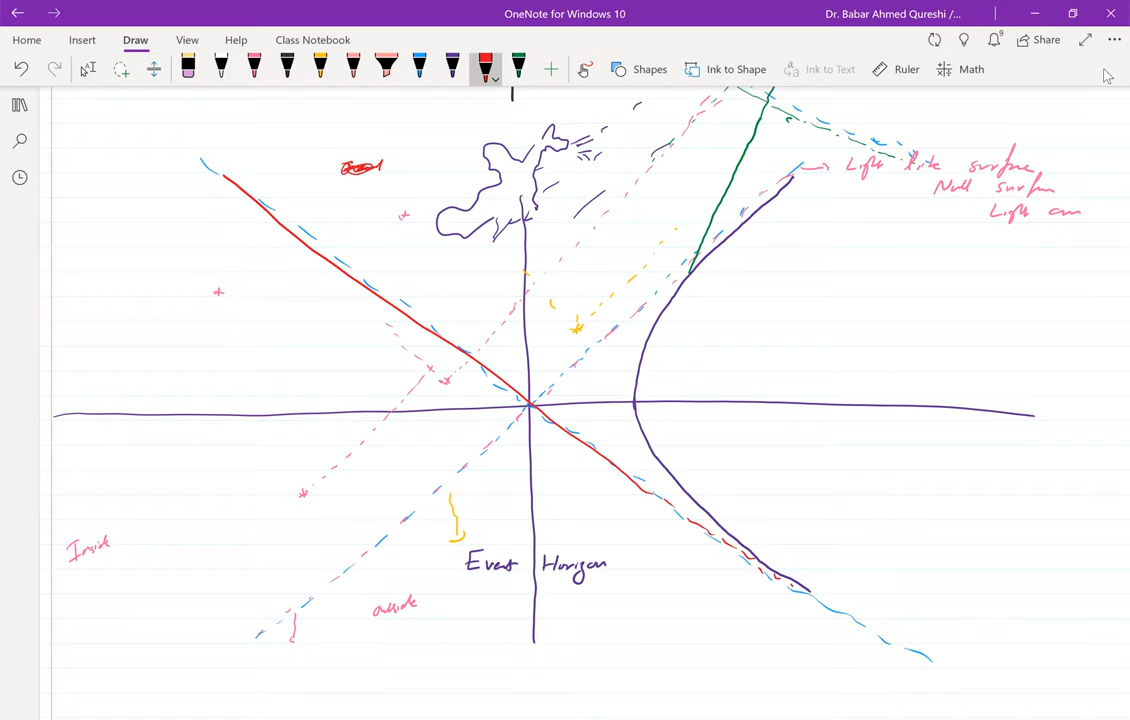 OneNote for Windows 10
Dr. Babar Ahmed Qureshi /...
Home Insert Draw View Help Class Notebook
Share
Shapes Ink to Shape Ink to Text Ruler Math
Light like surface
Null surface
Light con
Inside
Event Horizon
outside